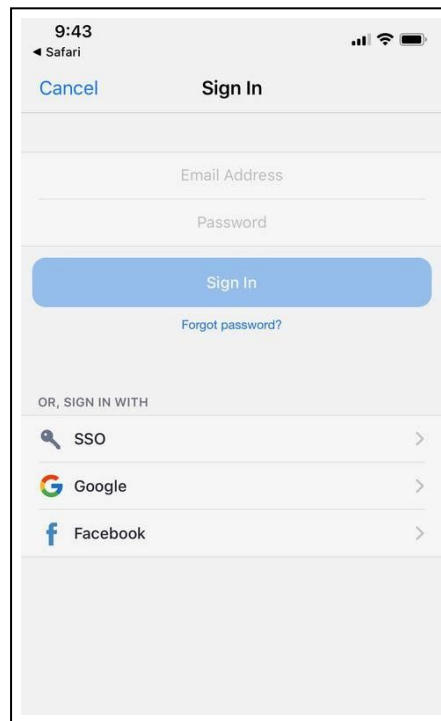 9:43
◀ Safari
Cancel Sign In
Email Address
Password
Sign In
Forgot password?
OR, SIGN IN WITH
SSO
Google
Facebook